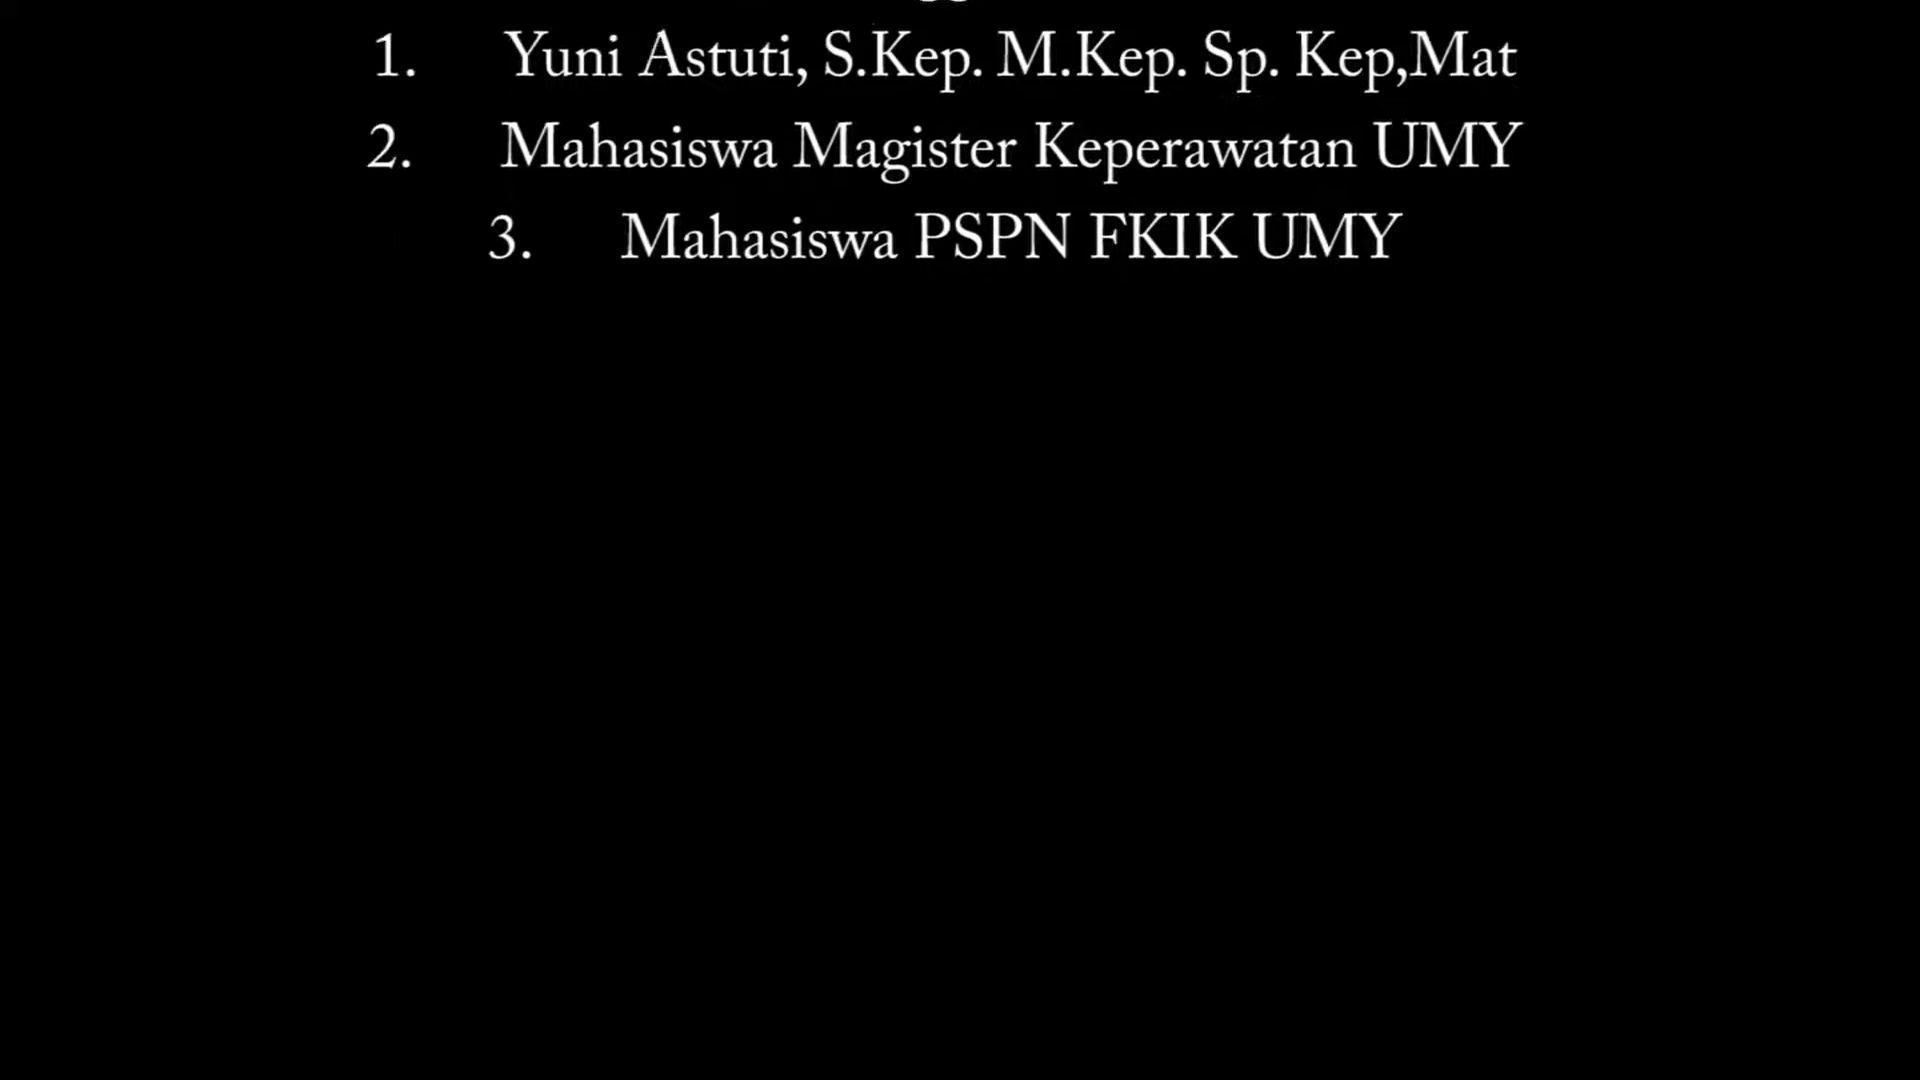 1. Yuni Astuti, S.Kep. M.Kep. Sp. Kep,Mat
2. Mahasiswa Magister Keperawatan UMY
3. Mahasiswa PSPN FKIK UMY